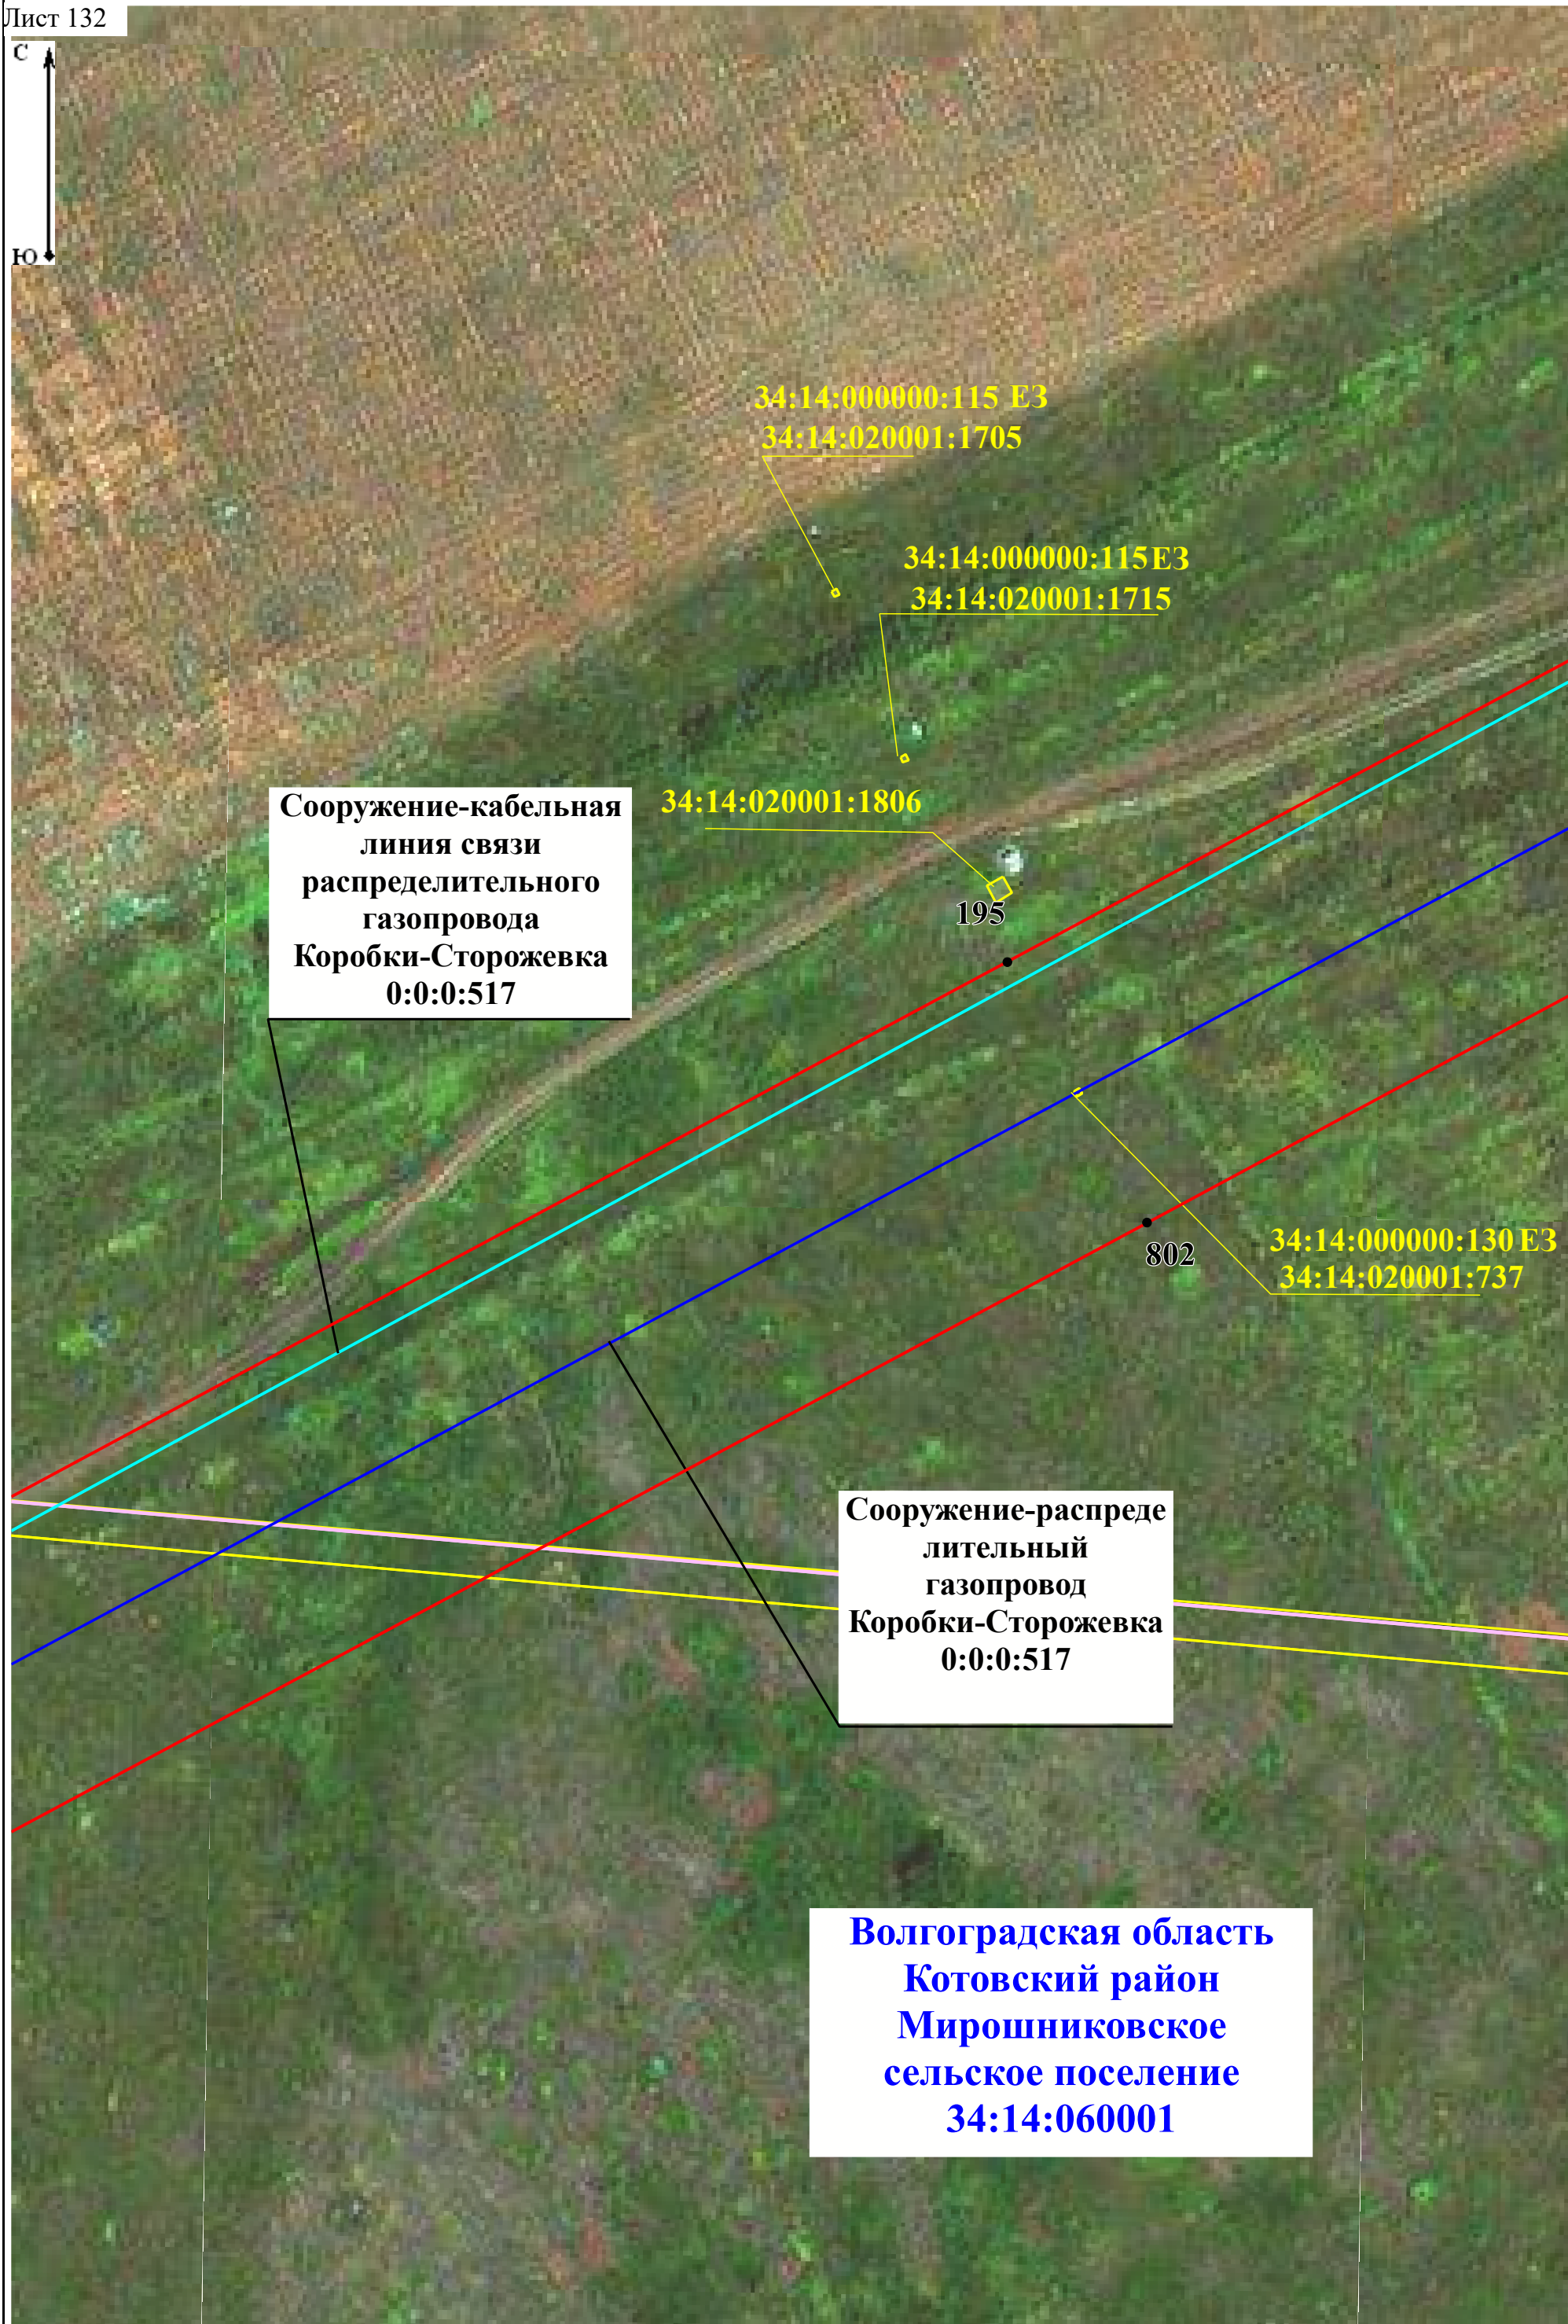 Лист 132
С
Ю
34:14:000000:115 ЕЗ
34:14:020001:1705
34:14:000000:115 ЕЗ
34:14:020001:1715
34:14:020001:1806
Сооружение-кабельная
линия связи
распределительного
газопровода
Коробки-Сторожевка
0:0:0:517
195
802
34:14:000000:130 ЕЗ
34:14:020001:737
Сооружение-распреде
лительный
газопровод
Коробки-Сторожевка
0:0:0:517
Волгоградская область
Котовский район
Мирошниковское
сельское поселение
34:14:060001